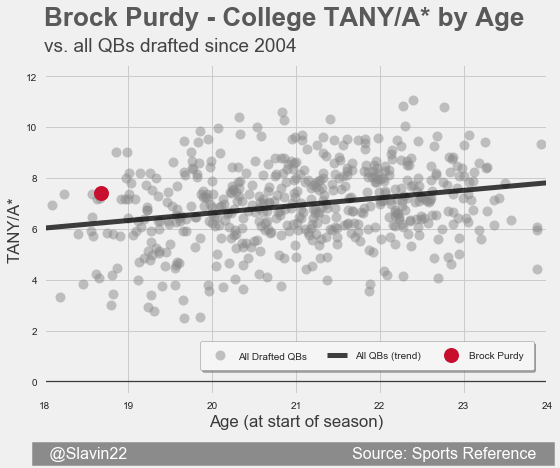 Brock Purdy - College TANY/A* by Age
vs. all QBs drafted since 2004
12
10
8
6
4
2
0
TANY/A*
All Drafted QBs
All QBs (trend)
Brock Purdy
18
19
20
21
22
23
24
Age (at start of season)
@Slavin22
Source: Sports Reference